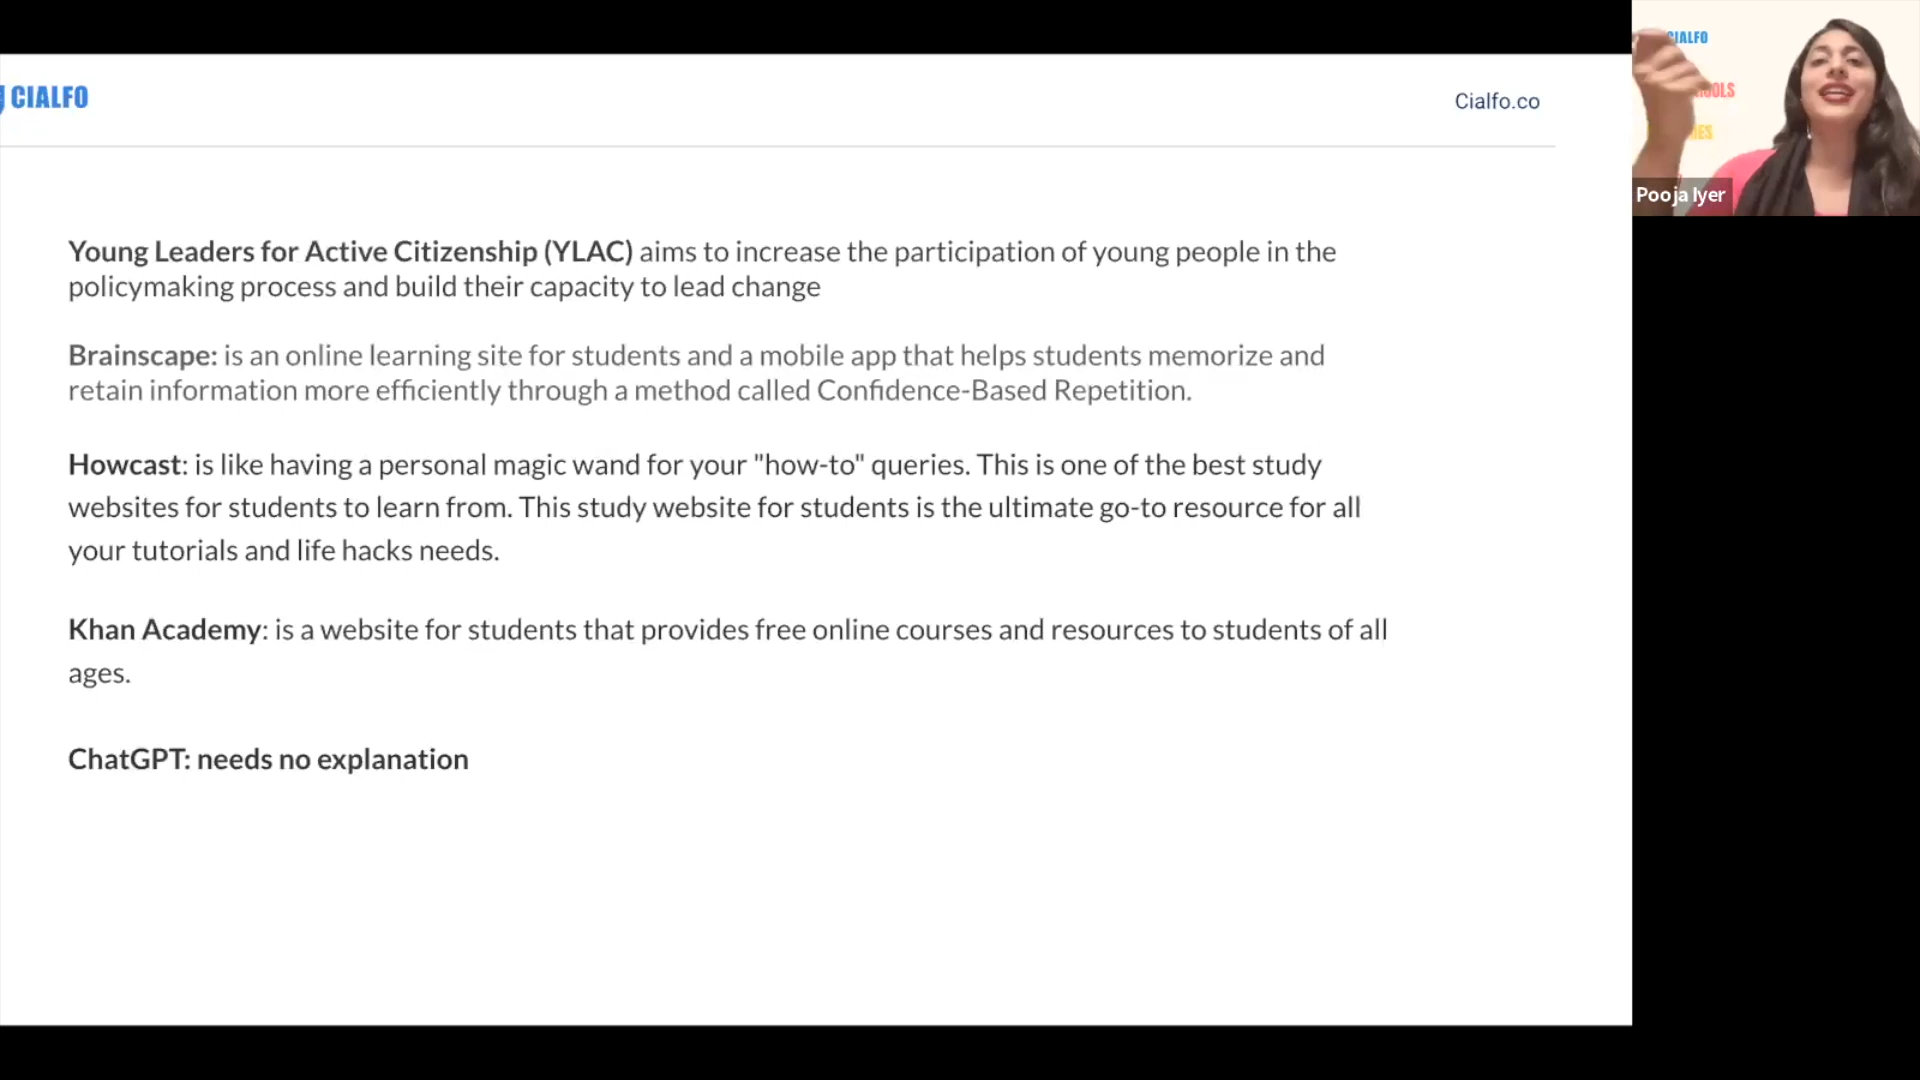 CIALFO
Cialfo.co
Young Leaders for Active Citizenship (YLAC) aims to increase the participation of young people in the
policymaking process and build their capacity to lead change
Brainscape: is an online learning site for students and a mobile app that helps students memorize and
retain information more efficiently through a method called Confidence-Based Repetition.
Howcast: is like having a personal magic wand for your "how-to" queries. This is one of the best study
websites for students to learn from. This study website for students is the ultimate go-to resource for all
your tutorials and life hacks needs.
Khan Academy: is a website for students that provides free online courses and resources to students of all
ages.
ChatGPT: needs no explanation
CIALFO
Pooja Iyer